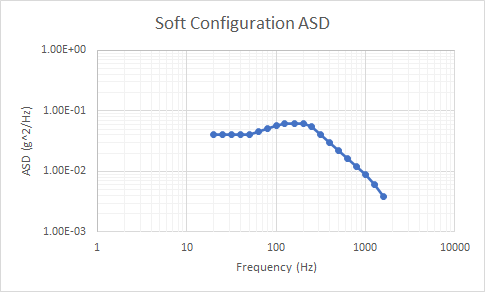 Soft Configuration ASD
1.00E+00
1.00E-01
1.00E-02
1.00E-03
ASD (g^2/Hz)
1 10 100 1000 10000
Frequency (Hz)